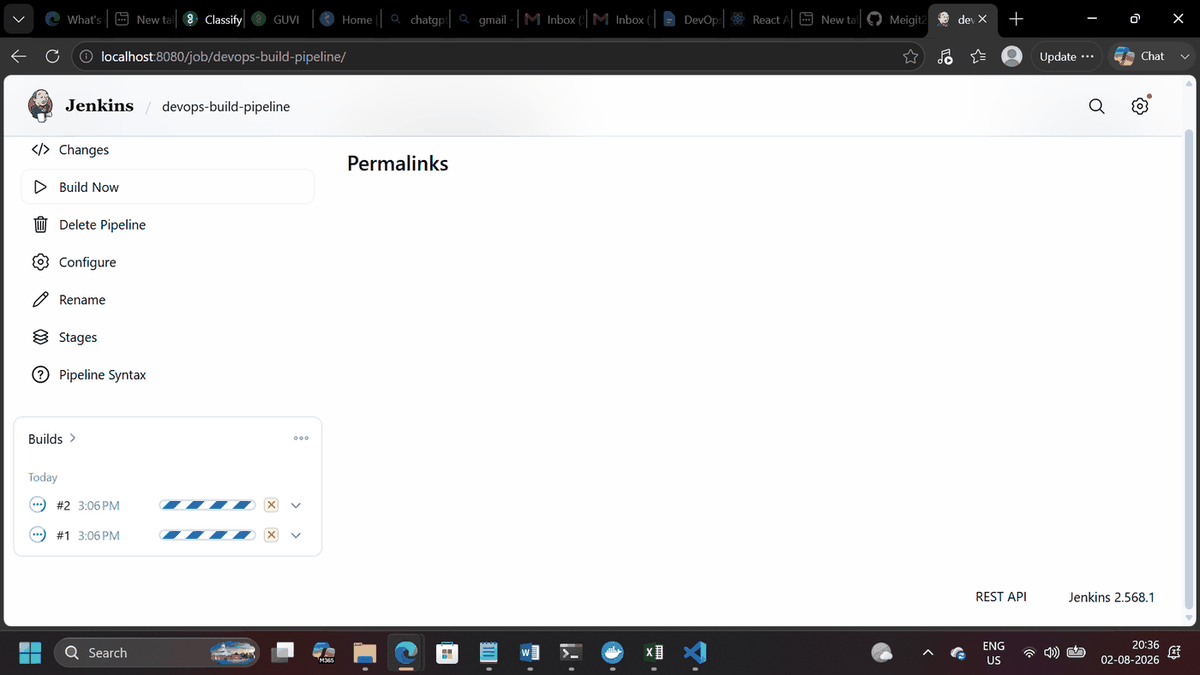 What's
New ta
Classify
GUVI
Home
chatgpt
gmail -
Inbox (
Inbox (
DevOp
React A
New ta
Meigit2
dev
localhost:8080/job/devops-build-pipeline/
Update
Chat
Jenkins / devops-build-pipeline
Changes
Build Now
Delete Pipeline
Configure
Rename
Stages
Pipeline Syntax
Permalinks
Builds
Today
#2 3:06 PM
#1 3:06 PM
REST API
Jenkins 2.568.1
Search
M365
ENG
US
20:36
02-08-2026